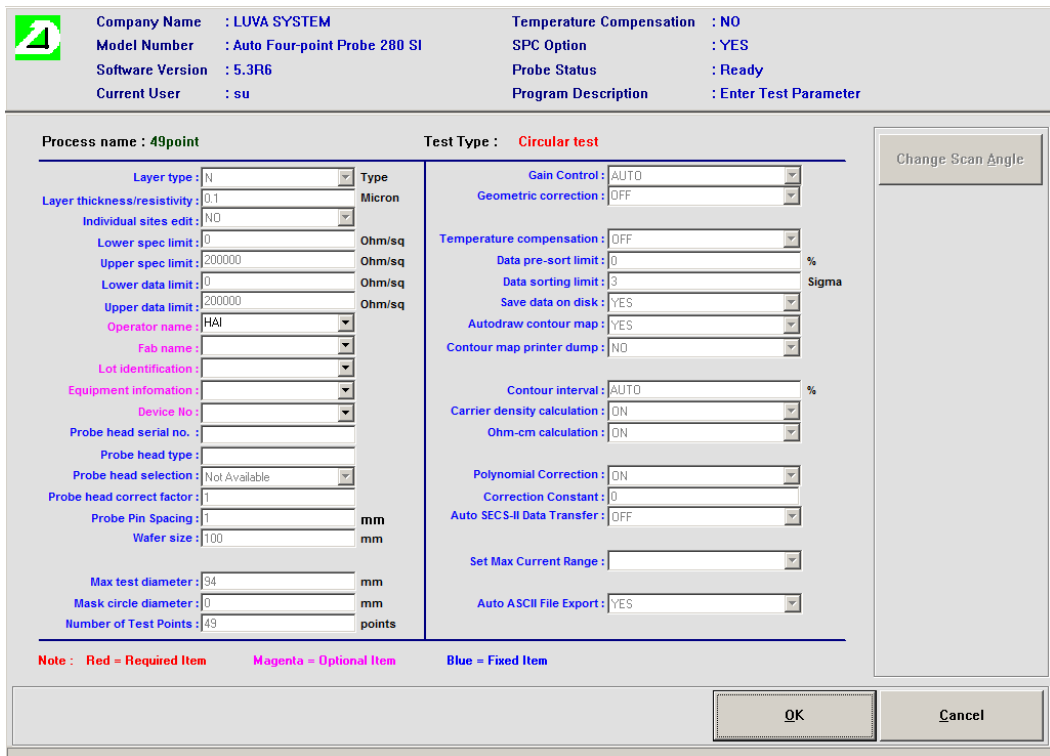 Company Name : LUVA SYSTEM Temperature Compensation : NO
Model Number : Auto Four-point Probe 280 SI SPC Option : YES
Software Version : 5.3R6 Probe Status : Ready
Current User : su Program Description : Enter Test Parameter
Process name : 49point Test Type : Circular test
Change Scan Angle
Layer type : N Type
Layer thickness/resistivity : 0.1 Micron
Individual sites edit : NO
Lower spec limit : 0 Ohm/sq
Upper spec limit : 200000 Ohm/sq
Lower data limit : 0 Ohm/sq
Upper data limit : 200000 Ohm/sq
Operator name : HAI
Fab name :
Lot identification :
Equipment infomation :
Device No :
Probe head serial no. :
Probe head type :
Probe head selection : Not Available
Probe head correct factor : 1
Probe Pin Spacing : 1 mm
Wafer size : 100 mm
Max test diameter : 94 mm
Mask circle diameter : 0 mm
Number of Test Points : 49 points
Gain Control : AUTO
Geometric correction : OFF
Temperature compensation : OFF
Data pre-sort limit : 0 %
Data sorting limit : 3 Sigma
Save data on disk : YES
Autodraw contour map : YES
Contour map printer dump : NO
Contour interval : AUTO %
Carrier density calculation : ON
Ohm-cm calculation : ON
Polynomial Correction : ON
Correction Constant : 0
Auto SECS-II Data Transfer : OFF
Set Max Current Range :
Auto ASCII File Export : YES
Note : Red = Required Item Magenta = Optional Item Blue = Fixed Item
OK Cancel